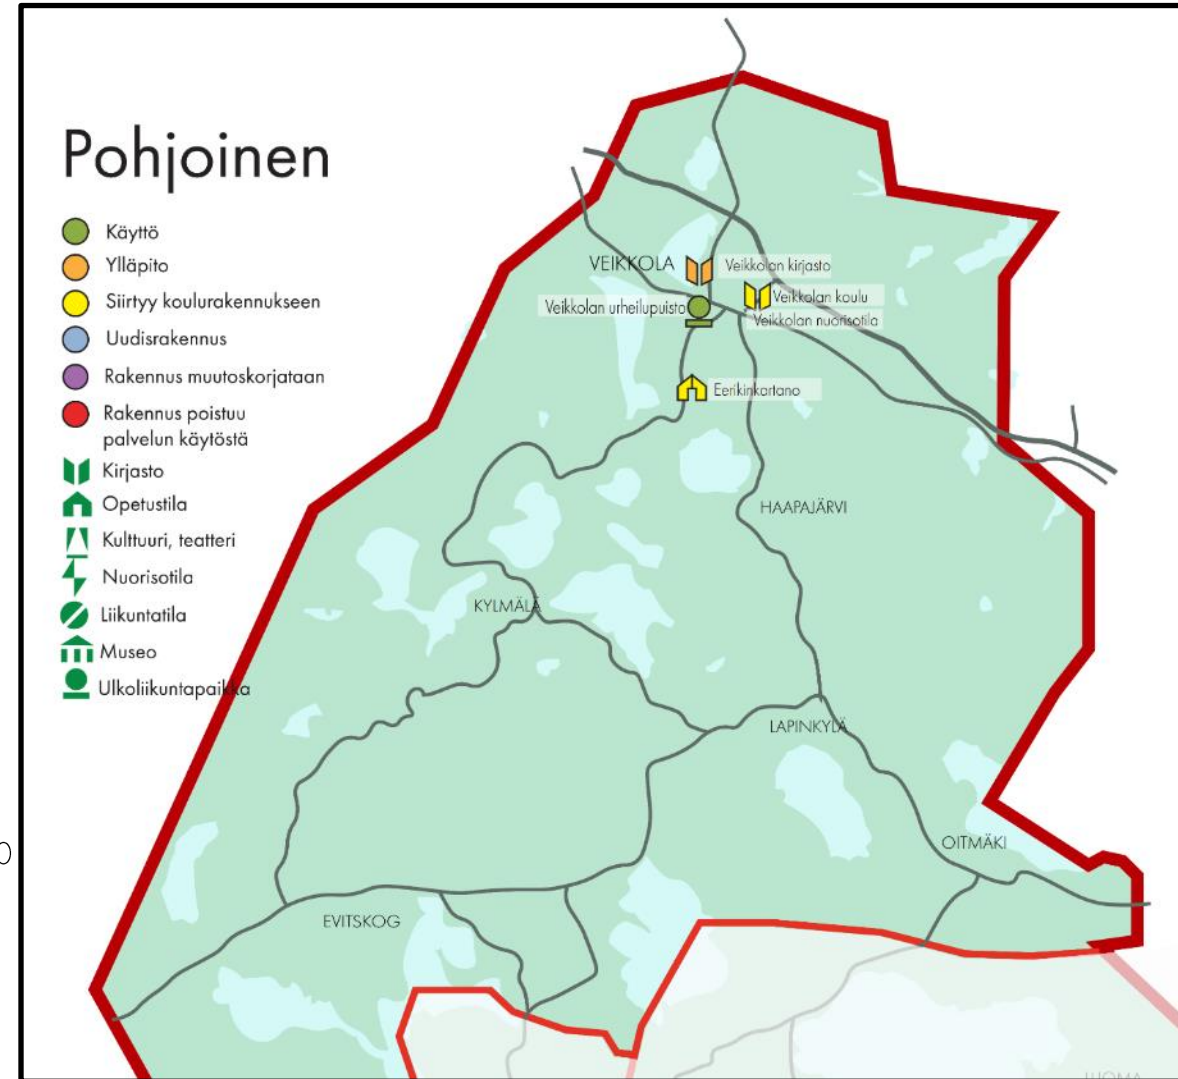 Pohjoinen
Käyttö
Ylläpito
Siirtyy koulurakennukseen
Uudisrakennus
Rakennus muutoskorjataan
Rakennus poistuu
palvelun käytöstä
Kirjasto
Opetustila
Kulttuuri, teatteri
Nuorisotila
Liikuntatila
Museo
Ulkoliikuntapaikka
VEIKKOLA
Veikkolan kirjasto
Veikkolan koulu
Veikkolan urheilupuisto
Veikkolan nuorisotila
Eerikinkartano
HAAPAJÄRVI
KYLMÄLÄ
LAPINKYLÄ
OITMÄKI
EVITSKOG